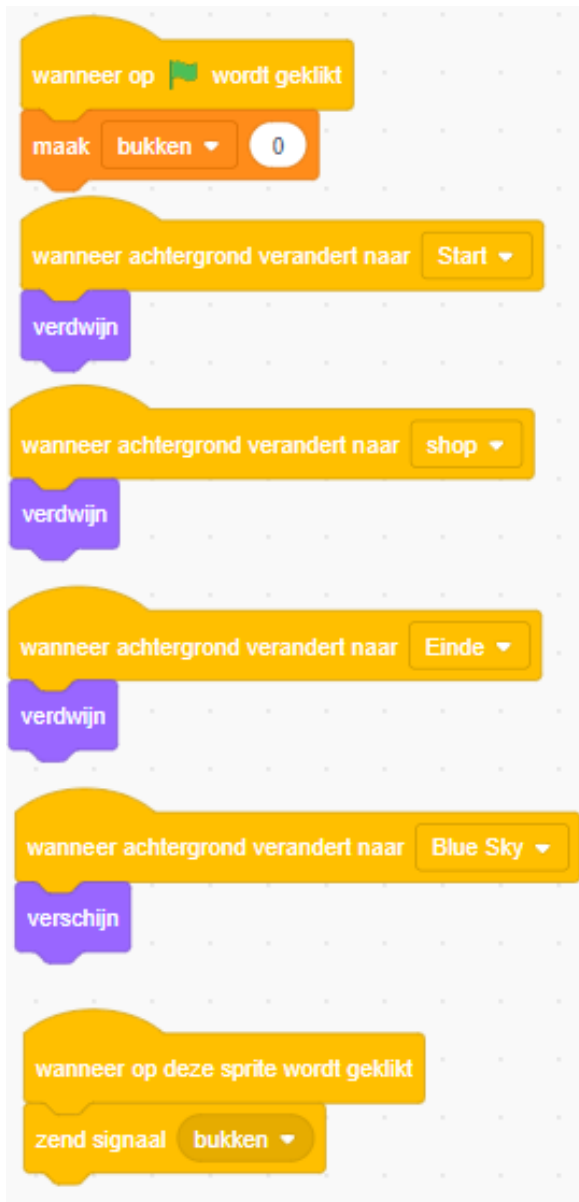 wanneer op wordt geklikt
maak bukken 0
wanneer achtergrond verandert naar Start
verdwijn
wanneer achtergrond verandert naar shop
verdwijn
wanneer achtergrond verandert naar Einde
verdwijn
wanneer achtergrond verandert naar Blue Sky
verschijn
wanneer op deze sprite wordt geklikt
zend signaal bukken